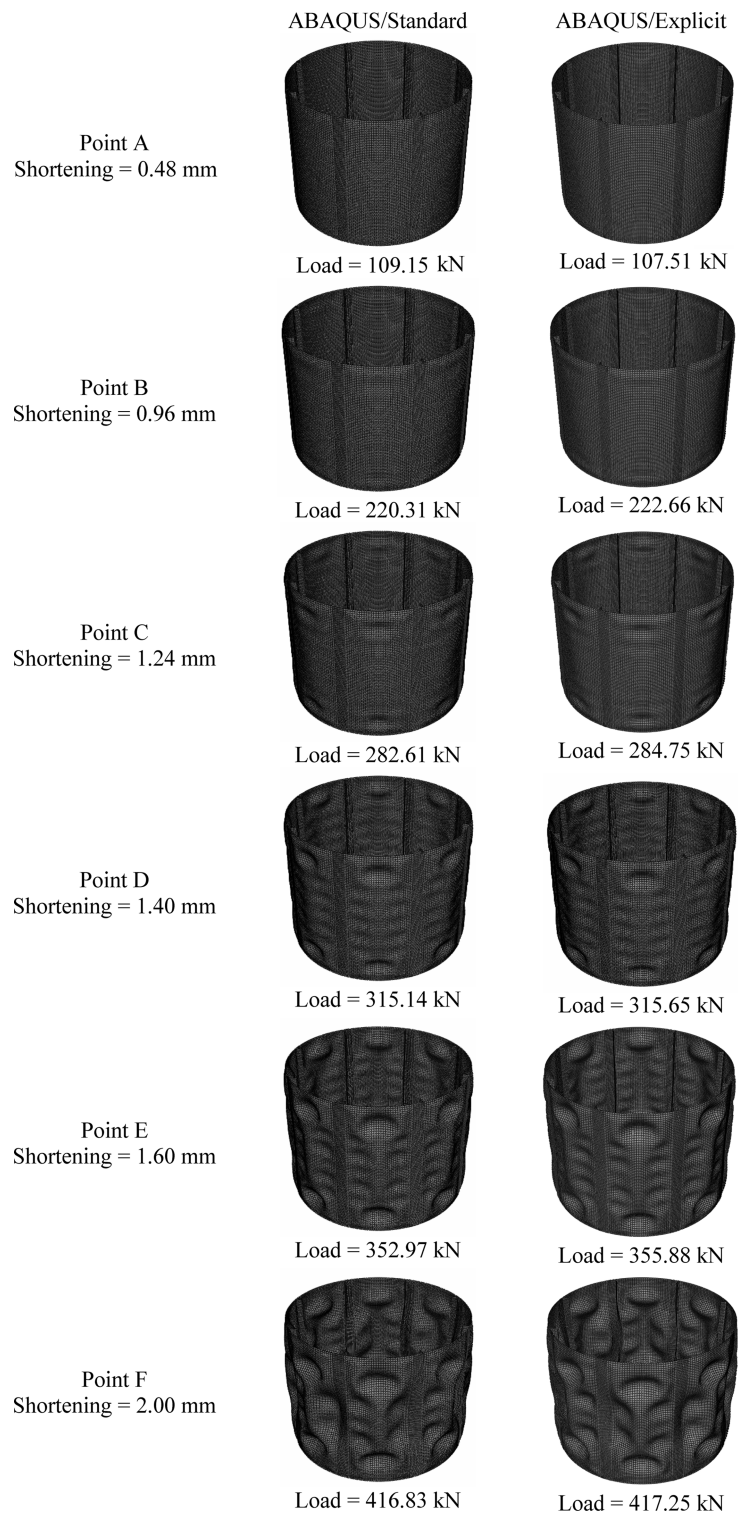 ABAQUS/Standard ABAQUS/Explicit
Point A
Shortening = 0.48 mm
Load = 109.15 kN Load = 107.51 kN
Point B
Shortening = 0.96 mm
Load = 220.31 kN Load = 222.66 kN
Point C
Shortening = 1.24 mm
Load = 282.61 kN Load = 284.75 kN
Point D
Shortening = 1.40 mm
Load = 315.14 kN Load = 315.65 kN
Point E
Shortening = 1.60 mm
Load = 352.97 kN Load = 355.88 kN
Point F
Shortening = 2.00 mm
Load = 416.83 kN Load = 417.25 kN